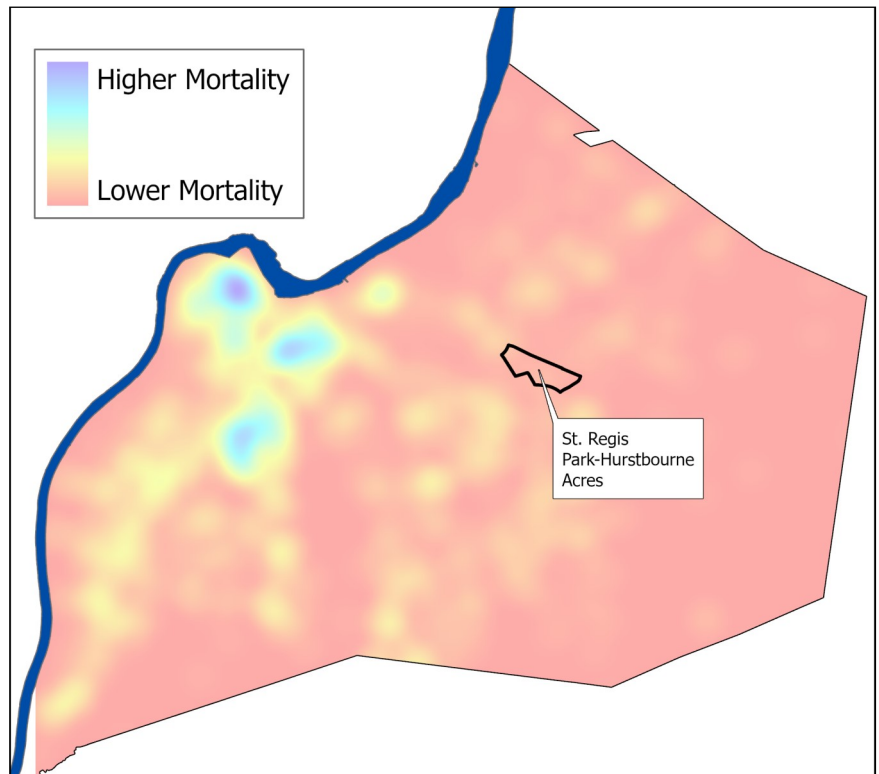 Higher Mortality
Lower Mortality
St. Regis
Park-Hurstbourne
Acres